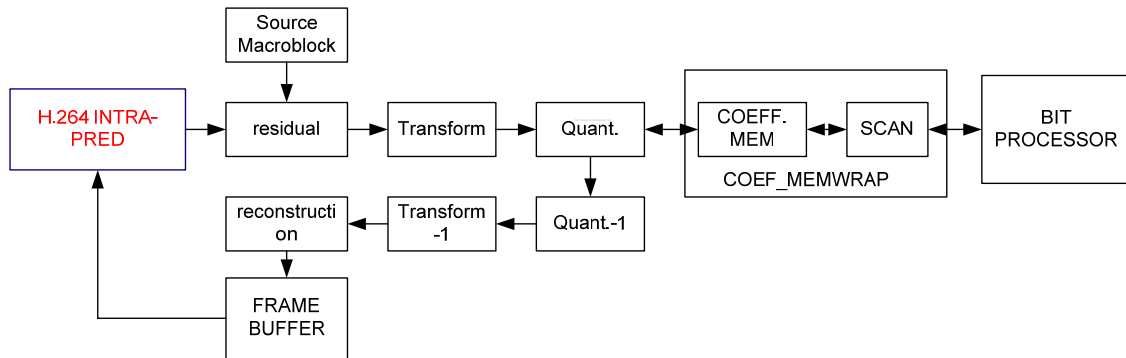 Source
Macroblock
H.264 INTRA-
PRED
residual
Transform
Quant.
COEFF.
MEM
SCAN
COEF_MEMWRAP
BIT
PROCESSOR
reconstructi
on
Transform
-1
Quant.-1
FRAME
BUFFER